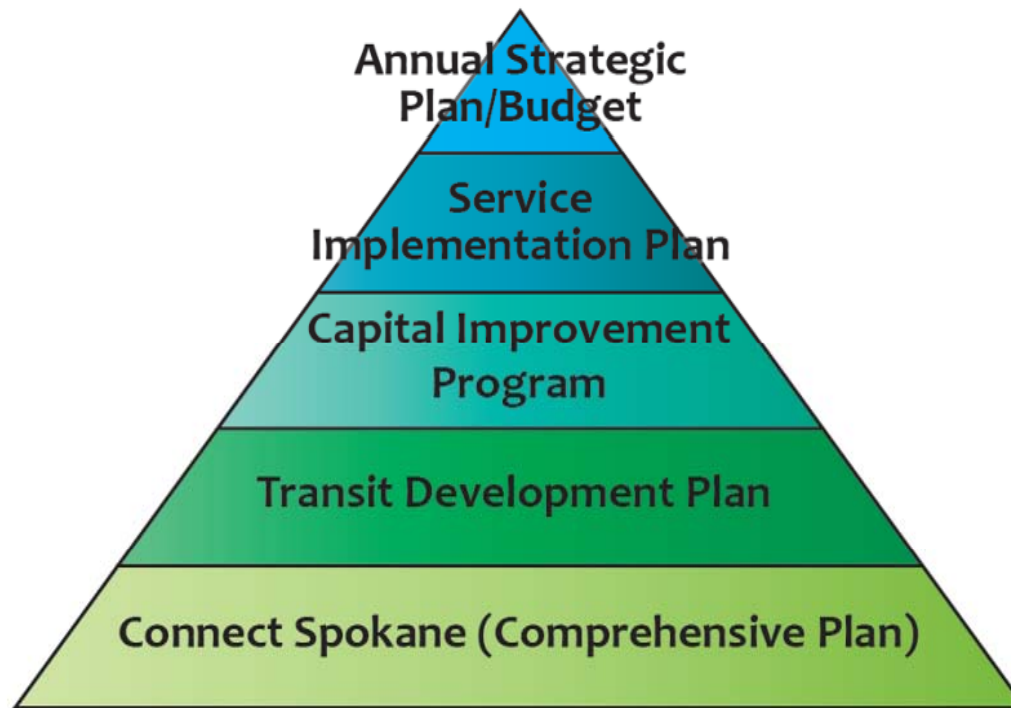 Annual Strategic
Plan/Budget
Service
Implementation Plan
Capital Improvement
Program
Transit Development Plan
Connect Spokane (Comprehensive Plan)